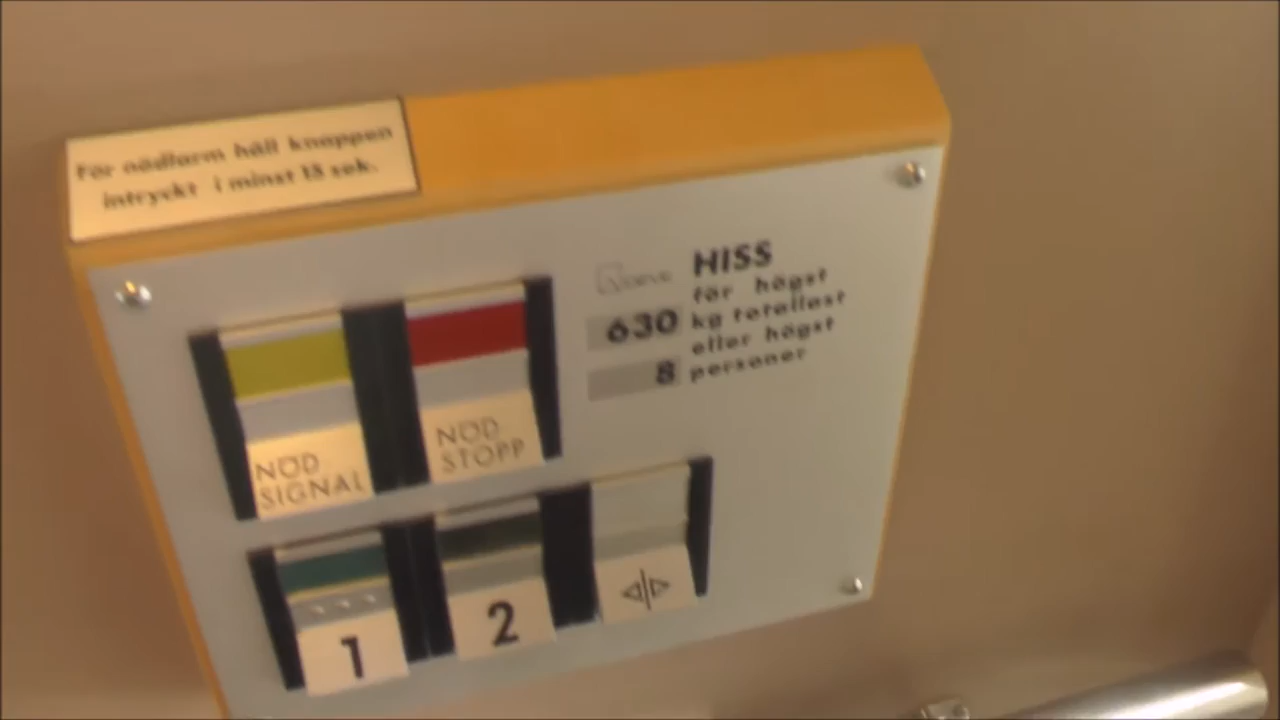 För nödlarm håll knappen
intryckt i minst 15 sek.
HISS
för högst
630 kg totallast
eller högst
8 personer
NÖD
SIGNAL
NÖD
STOPP
1
2